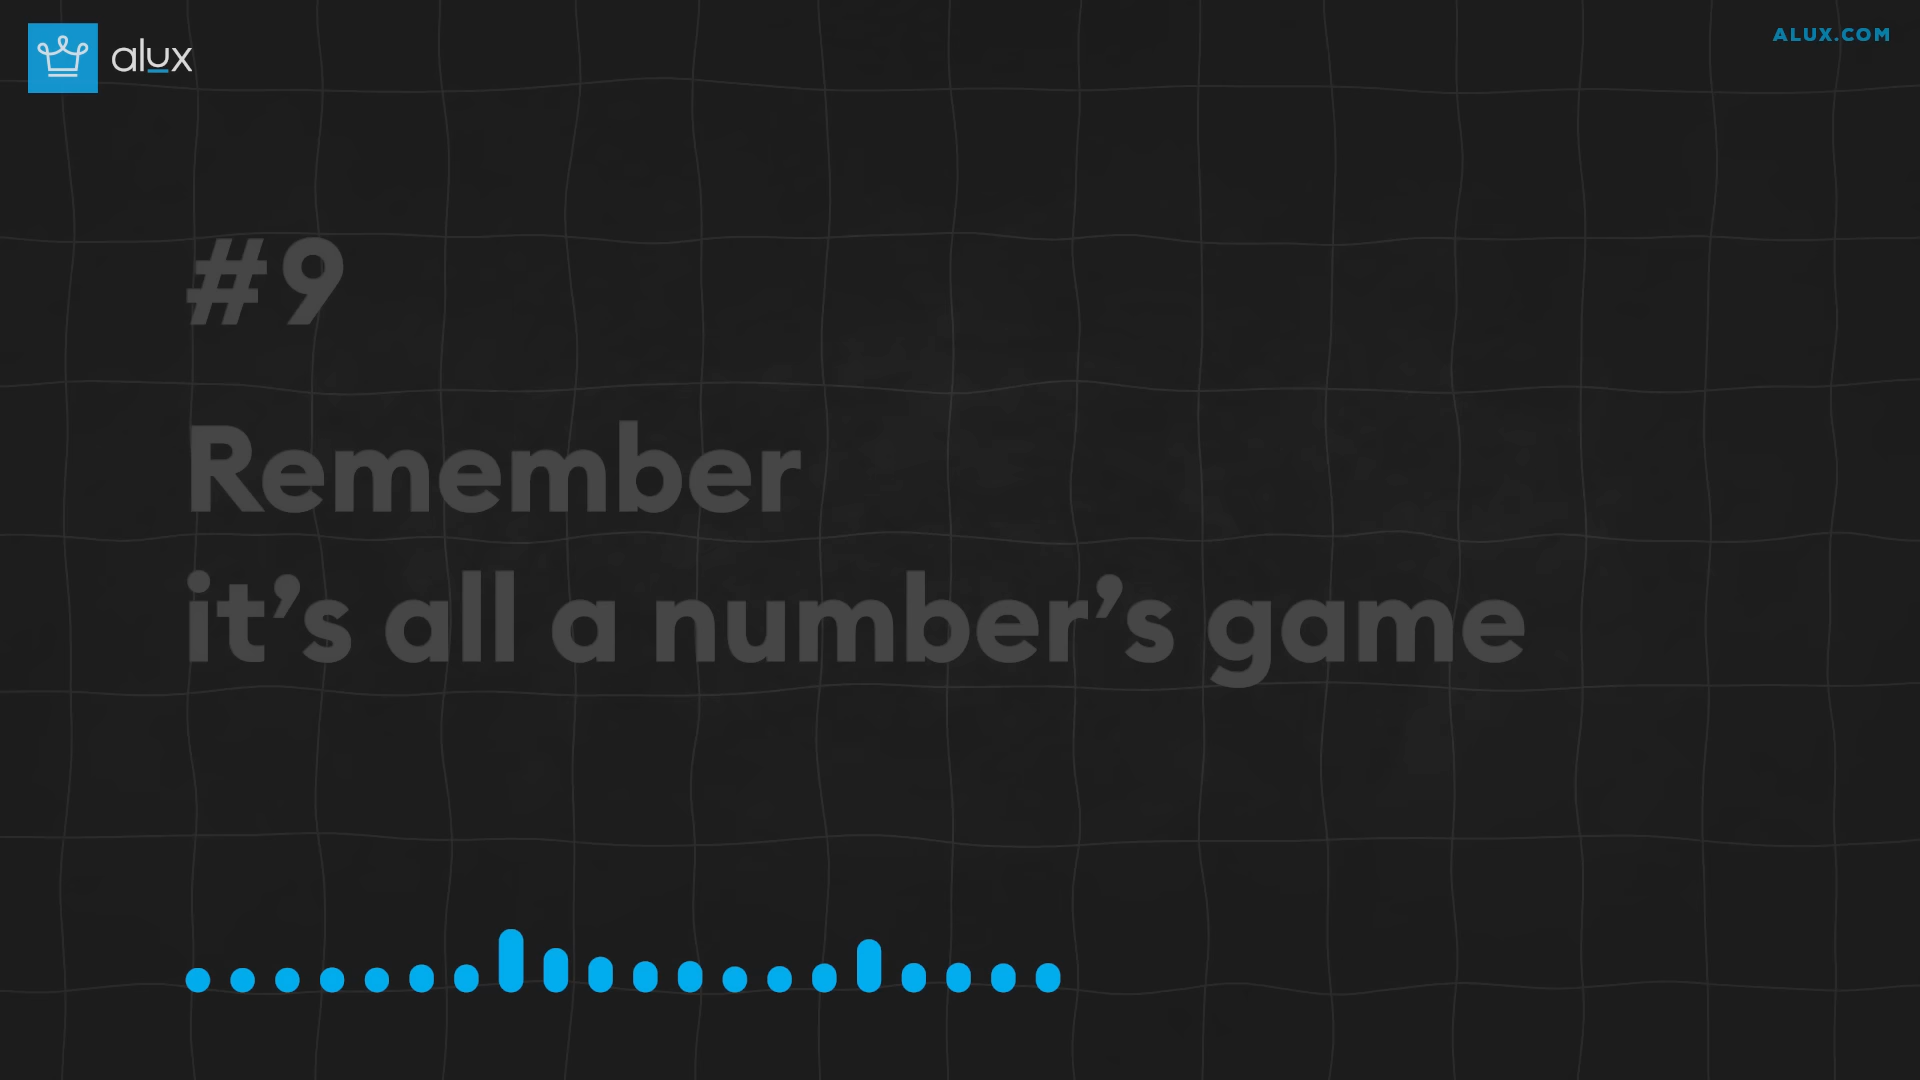 alux
ALUX.COM
#9
Remember
it’s all a number’s game